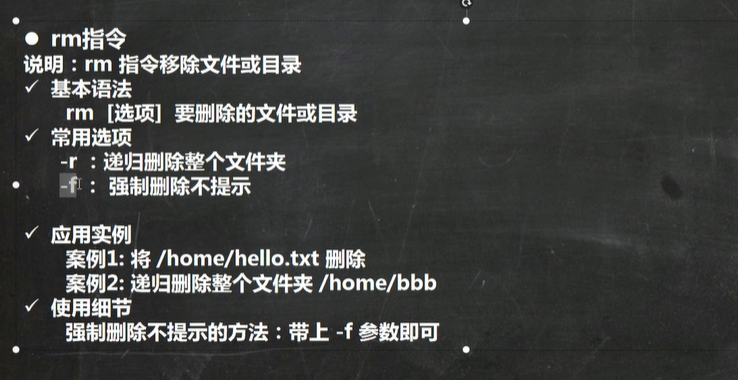 ● rm指令
说明：rm 指令移除文件或目录
✓ 基本语法
rm [选项] 要删除的文件或目录
✓ 常用选项
-r ：递归删除整个文件夹
-f ： 强制删除不提示
✓ 应用实例
案例1: 将 /home/hello.txt 删除
案例2: 递归删除整个文件夹 /home/bbb
✓ 使用细节
强制删除不提示的方法：带上 -f 参数即可